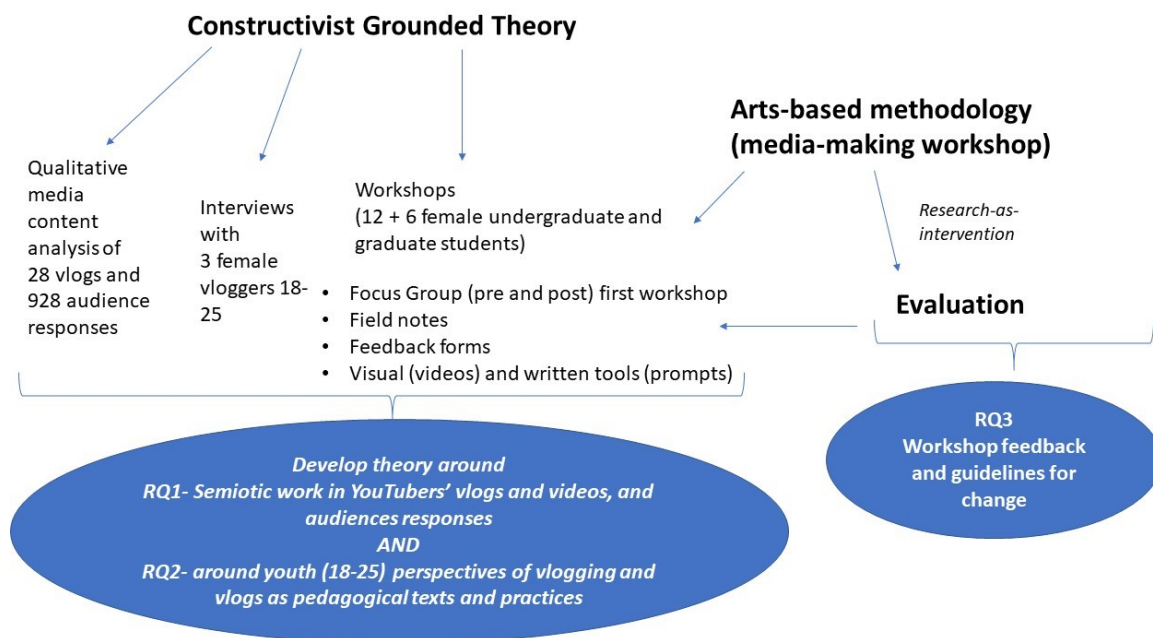 Constructivist Grounded Theory
Arts-based methodology
(media-making workshop)
Qualitative
media
content
analysis of
28 vlogs and
928 audience
responses
Interviews
with
3 female
vloggers 18-
25
Workshops
(12 + 6 female undergraduate and
graduate students)
• Focus Group (pre and post) first workshop
• Field notes
• Feedback forms
• Visual (videos) and written tools (prompts)
Research-as-
intervention
Evaluation
Develop theory around
RQ1- Semiotic work in YouTubers’ vlogs and videos, and
audiences responses
AND
RQ2- around youth (18-25) perspectives of vlogging and
vlogs as pedagogical texts and practices
RQ3
Workshop feedback
and guidelines for
change